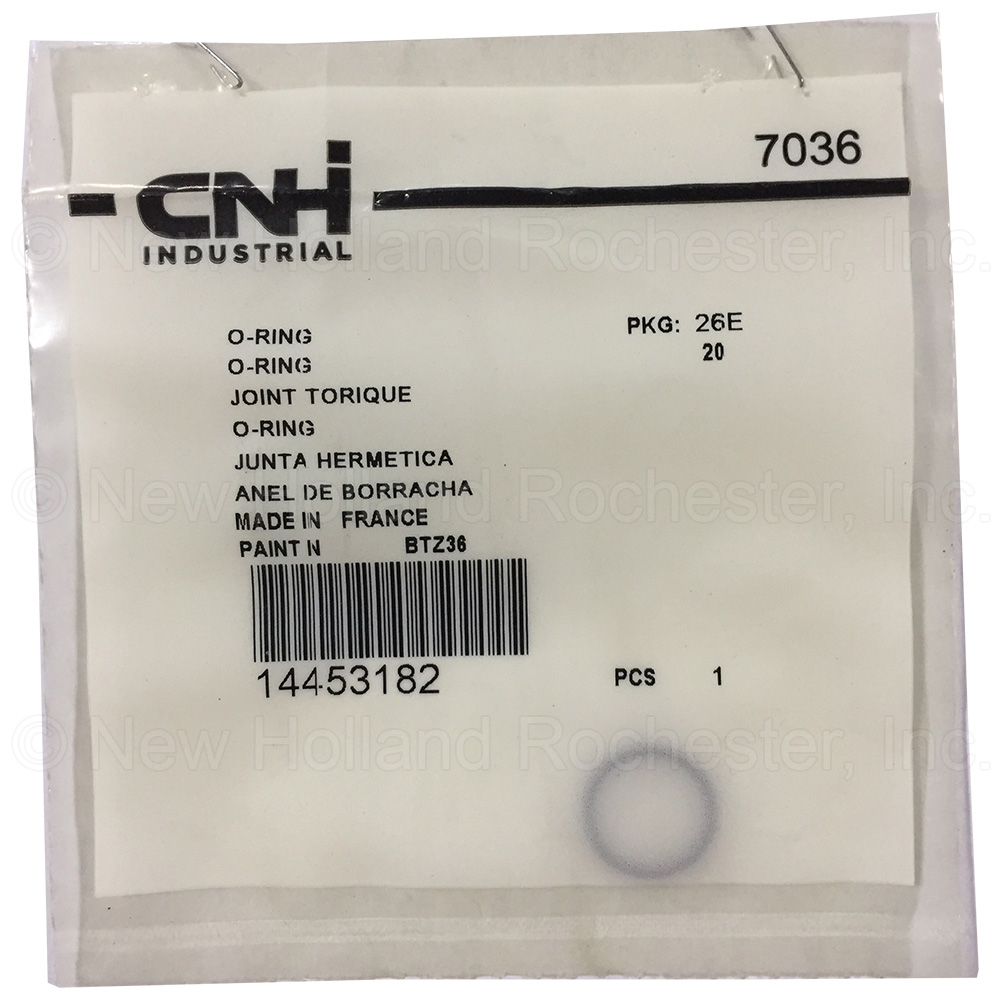 7036
CNHi
INDUSTRIAL
O-RING
O-RING
JOINT TORIQUE
O-RING
JUNTA HERMETICA
ANEL DE BORRACHA
MADE IN FRANCE
PAINT N BTZ36
14453182
PKG: 26E
20
PCS 1
© New Holland Rochester, Inc.
© New Holland Rochester, Inc.
© New Holland Rochester, Inc.